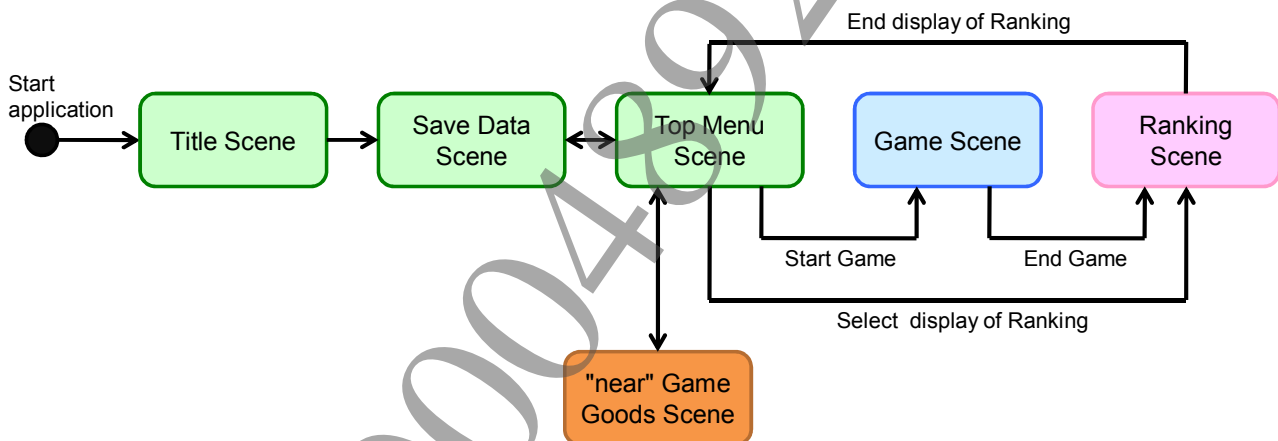 End display of Ranking
Start
application
Title Scene
Save Data
Scene
Top Menu
Scene
Game Scene
Ranking
Scene
Start Game
End Game
Select display of Ranking
"near" Game
Goods Scene